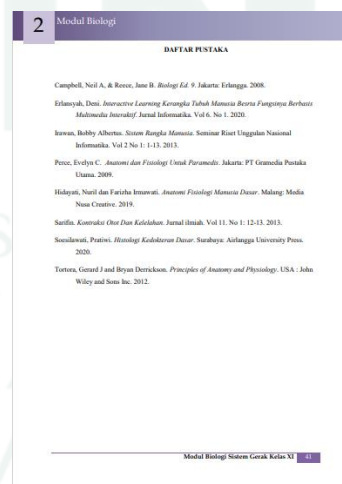 2
Modul Biologi
DAFTAR PUSTAKA
Campbell, Neil A, & Reece, Jane B. Biologi Ed. 9. Jakarta: Erlangga. 2008.
Erlansyah, Deni. Interactive Learning Kerangka Tubuh Manusia Besrta Fungsinya Berbasis
Multimedia Interaktif. Jurnal Informatika. Vol 6. No 1. 2020.
Irawan, Bobby Albertus. Sistem Rangka Manusia. Seminar Riset Unggulan Nasional
Informatika. Vol 2 No 1: 1-13. 2013.
Perce, Evelyn C. Anatomi dan Fisiologi Untuk Paramedis. Jakarta: PT Gramedia Pustaka
Utama. 2009.
Hidayati, Nuril dan Farizha Irmawati. Anatomi Fisiologi Manusia Dasar. Malang: Media
Nusa Creative. 2019.
Sarifin. Kontraksi Otot Dan Kelelahan. Jurnal ilmiah. Vol 11. No 1: 12-13. 2013.
Soesilawati, Pratiwi. Histologi Kedokteran Dasar. Surabaya: Airlangga University Press.
2020.
Tortora, Gerard J and Bryan Derrickson. Principles of Anatomy and Physiology. USA : John
Wiley and Sons Inc. 2012.
Modul Biologi Sistem Gerak Kelas XI 41